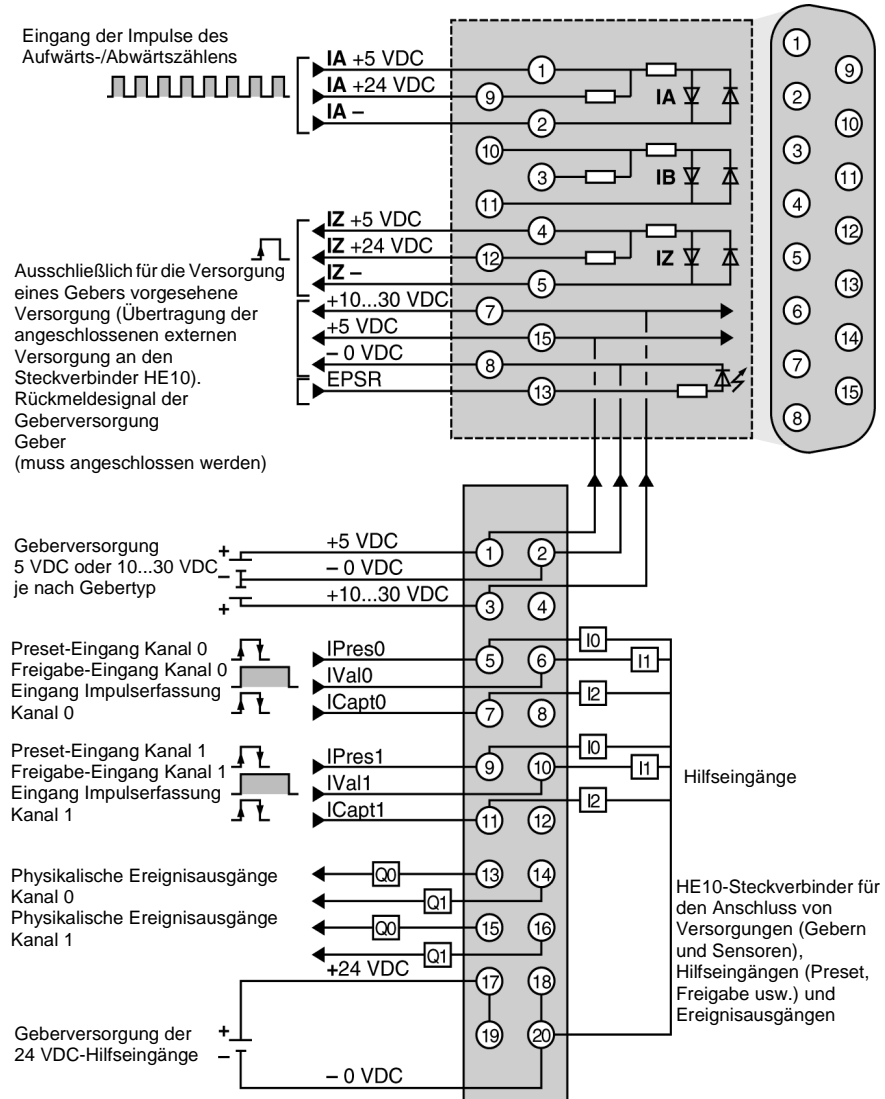 Eingang der Impulse des
Aufwärts-/Abwärtszählens
IA +5 VDC
IA +24 VDC
IA –
1
9
2
IA
10
3
11
IB
IZ +5 VDC
IZ +24 VDC
IZ –
4
12
5
IZ
Ausschließlich für die Versorgung
eines Gebers vorgesehene
Versorgung (Übertragung der
angeschlossenen externen
Versorgung an den
Steckverbinder HE10).
Rückmeldesignal der
Geberversorgung
Geber
(muss angeschlossen werden)
+10...30 VDC
+5 VDC
– 0 VDC
EPSR
7
15
8
13
1
9
2
10
3
11
4
12
5
13
6
14
7
15
8
Geberversorgung
5 VDC oder 10...30 VDC
je nach Gebertyp
+
–
+
+5 VDC
– 0 VDC
+10...30 VDC
1 2
3 4
Preset-Eingang Kanal 0
Freigabe-Eingang Kanal 0
Eingang Impulserfassung
Kanal 0
IPres0
IVal0
ICapt0
5 6
7 8
I0
I1
I2
Preset-Eingang Kanal 1
Freigabe-Eingang Kanal 1
Eingang Impulserfassung
Kanal 1
IPres1
IVal1
ICapt1
9 10
11 12
I0
I1
I2
Hilfseingänge
Physikalische Ereignisausgänge
Kanal 0
Physikalische Ereignisausgänge
Kanal 1
Q0
Q1
Q0
Q1
13 14
15 16
HE10-Steckverbinder für
den Anschluss von
Versorgungen (Gebern
und Sensoren),
Hilfseingängen (Preset,
Freigabe usw.) und
Ereignisausgängen
+24 VDC
17 18
19 20
Geberversorgung der
24 VDC-Hilfseingänge
+
–
– 0 VDC